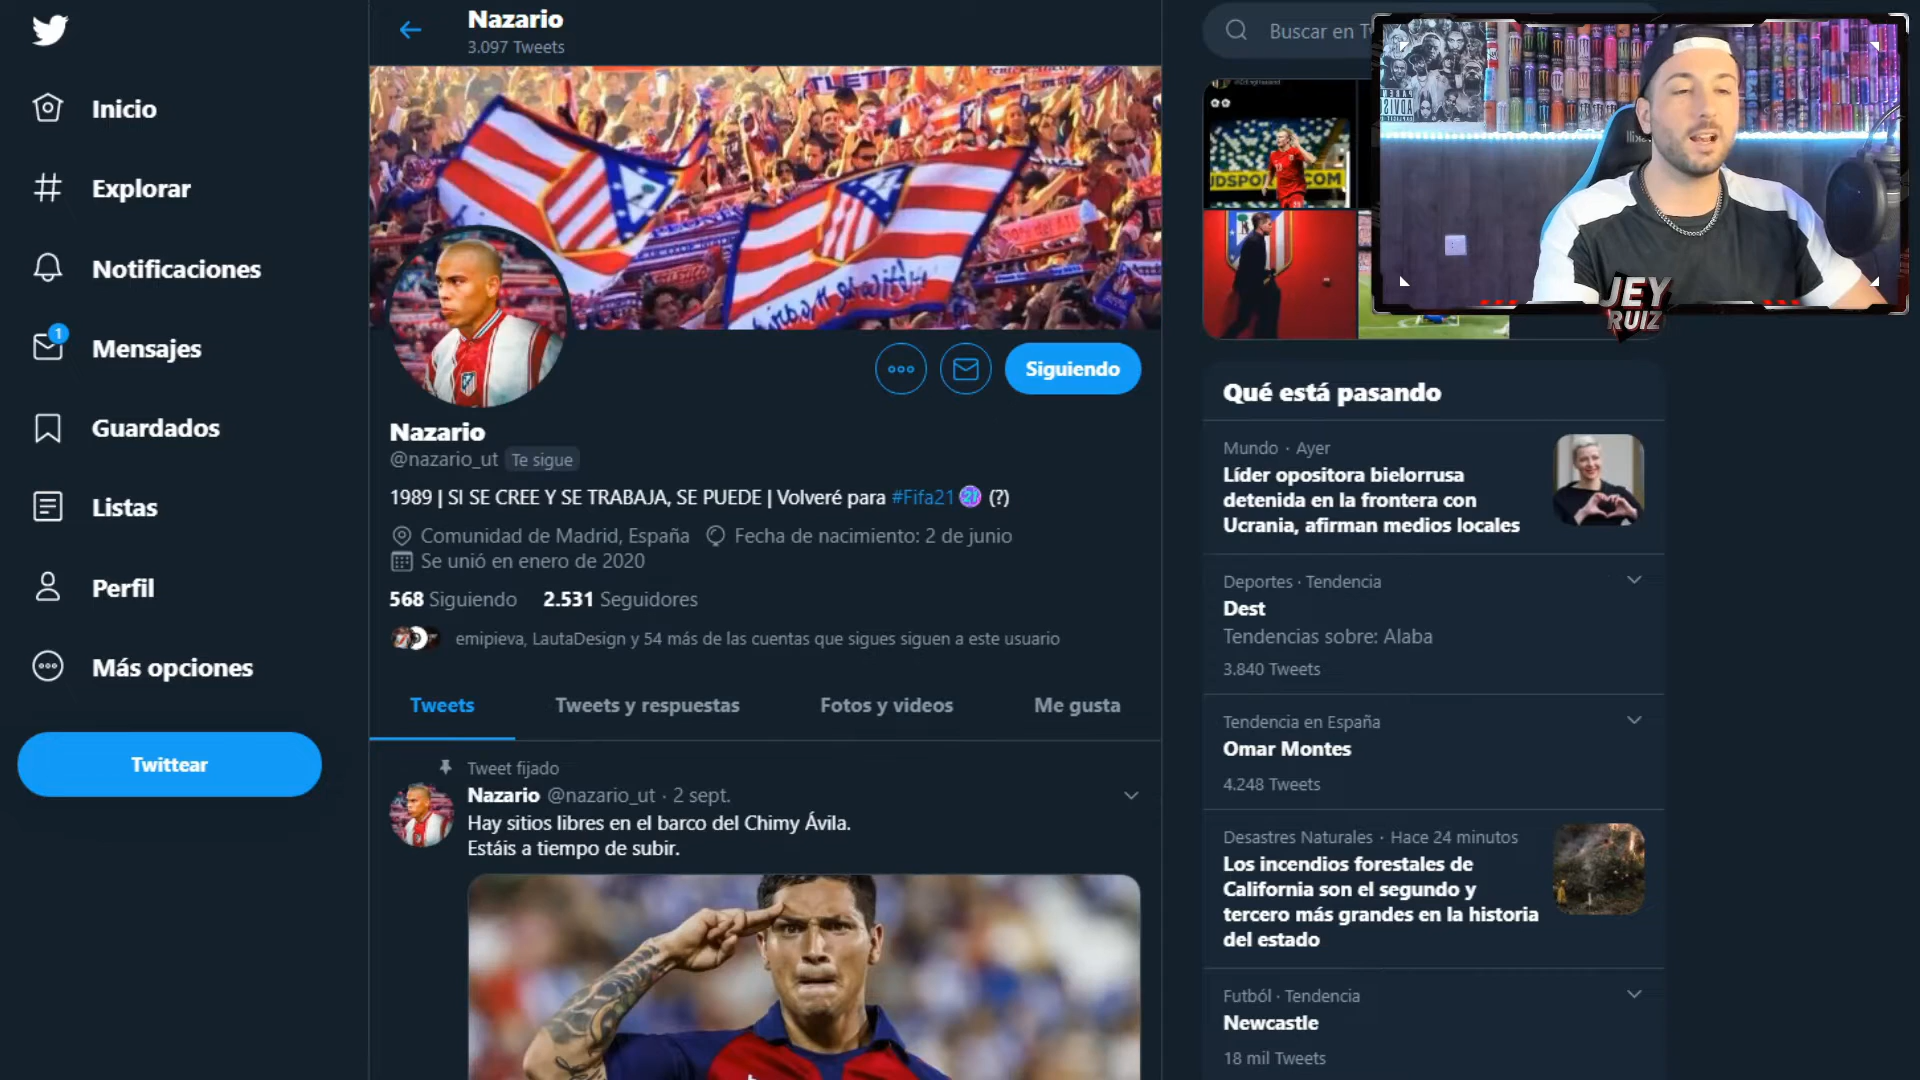 Nazario
3.097 Tweets
Inicio
Explorar
Notificaciones
1
Mensajes
Guardados
Listas
Perfil
Más opciones
Twittear
Siguiendo
Nazario
@nazario_ut Te sigue
1989 | SI SE CREE Y SE TRABAJA, SE PUEDE | Volveré para #Fifa21 (?)
Comunidad de Madrid, España Fecha de nacimiento: 2 de junio
Se unió en enero de 2020
568 Siguiendo 2.531 Seguidores
emipieva, LautaDesign y 54 más de las cuentas que sigues siguen a este usuario
Tweets Tweets y respuestas Fotos y videos Me gusta
Tweet fijado
Nazario @nazario_ut · 2 sept.
Hay sitios libres en el barco del Chimy Ávila.
Estáis a tiempo de subir.
Buscar en
JEY
RUIZ
Qué está pasando
Mundo · Ayer
Líder opositora bielorrusa
detenida en la frontera con
Ucrania, afirman medios locales
Deportes · Tendencia
Dest
Tendencias sobre: Alaba
3.840 Tweets
Tendencia en España
Omar Montes
4.248 Tweets
Desastres Naturales · Hace 24 minutos
Los incendios forestales de
California son el segundo y
tercero más grandes en la historia
del estado
Futból · Tendencia
Newcastle
18 mil Tweets